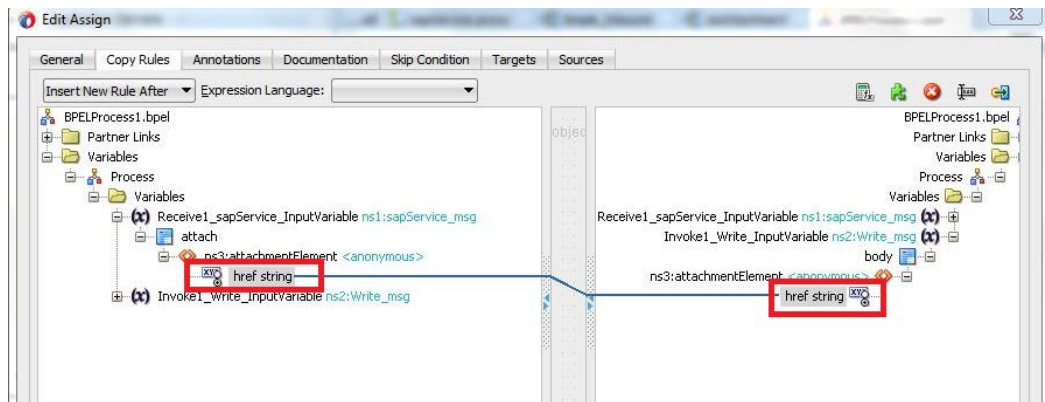 Edit Assign
General Copy Rules Annotations Documentation Skip Condition Targets Sources
Insert New Rule After Expression Language:
BPELProcess1.bpel
Partner Links
Variables
Process
Variables
Receive1_sapService_InputVariable ns1:sapService_msg
attach
ns3:attachmentElement <anonymous>
href string
Invoke1_Write_InputVariable ns2:Write_msg
objec
BPELProcess1.bpel
Partner Links
Variables
Process
Variables
Receive1_sapService_InputVariable ns1:sapService_msg
Invoke1_Write_InputVariable ns2:Write_msg
body
ns3:attachmentElement <anonymous>
href string